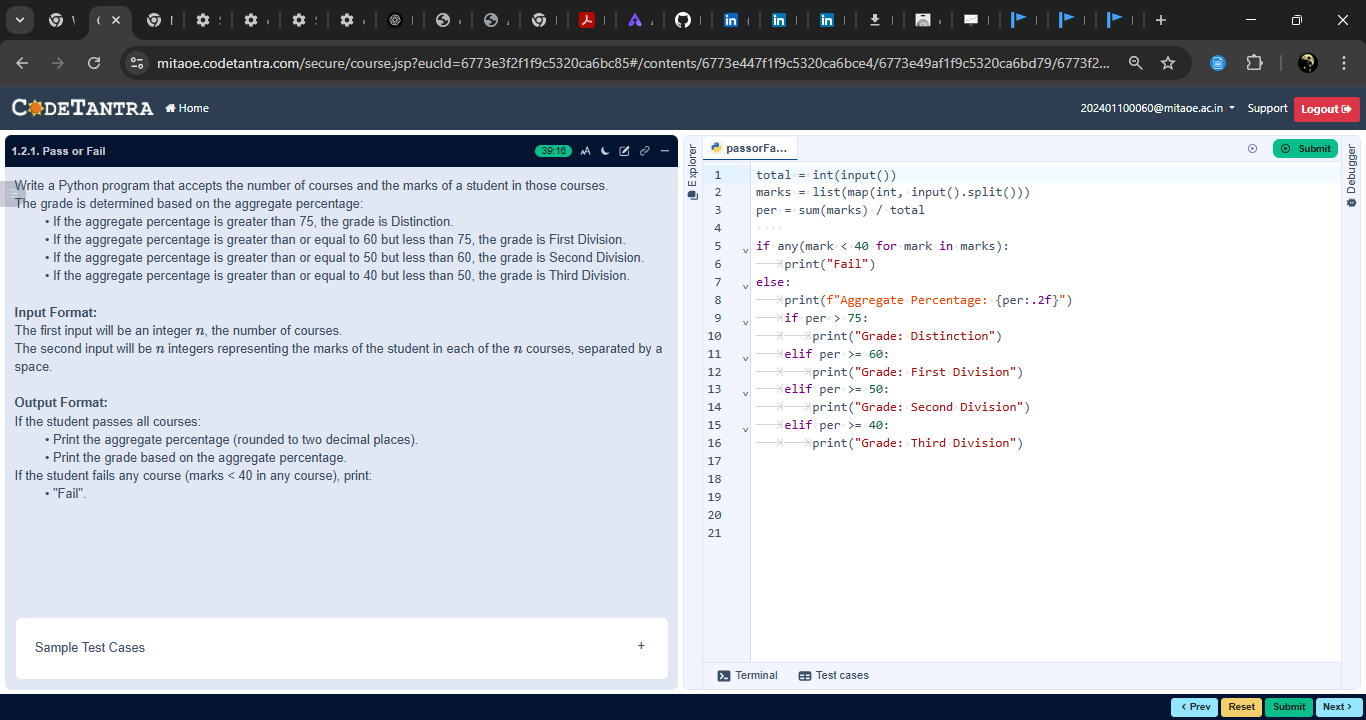 mitaoe.codetantra.com/secure/course.jsp?eucId=6773e3f2f1f9c5320ca6bc85#/contents/6773e447f1f9c5320ca6bce4/6773e49af1f9c5320ca6bd79/6773f2...
CODETANTRA Home
202401100060@mitaoe.ac.in Support Logout
1.2.1. Pass or Fail
39:16
Write a Python program that accepts the number of courses and the marks of a student in those courses.
The grade is determined based on the aggregate percentage:
• If the aggregate percentage is greater than 75, the grade is Distinction.
• If the aggregate percentage is greater than or equal to 60 but less than 75, the grade is First Division.
• If the aggregate percentage is greater than or equal to 50 but less than 60, the grade is Second Division.
• If the aggregate percentage is greater than or equal to 40 but less than 50, the grade is Third Division.
Input Format:
The first input will be an integer n, the number of courses.
The second input will be n integers representing the marks of the student in each of the n courses, separated by a
space.
Output Format:
If the student passes all courses:
• Print the aggregate percentage (rounded to two decimal places).
• Print the grade based on the aggregate percentage.
If the student fails any course (marks < 40 in any course), print:
• "Fail".
Sample Test Cases +
Explorer
passorFa...
Submit
Debugger
1 total = int(input())
2 marks = list(map(int, input().split()))
3 per = sum(marks) / total
4
5 if any(mark < 40 for mark in marks):
6 print("Fail")
7 else:
8 print(f"Aggregate Percentage: {per:.2f}")
9 if per > 75:
10 print("Grade: Distinction")
11 elif per >= 60:
12 print("Grade: First Division")
13 elif per >= 50:
14 print("Grade: Second Division")
15 elif per >= 40:
16 print("Grade: Third Division")
17
18
19
20
21
Terminal Test cases
< Prev Reset Submit Next >